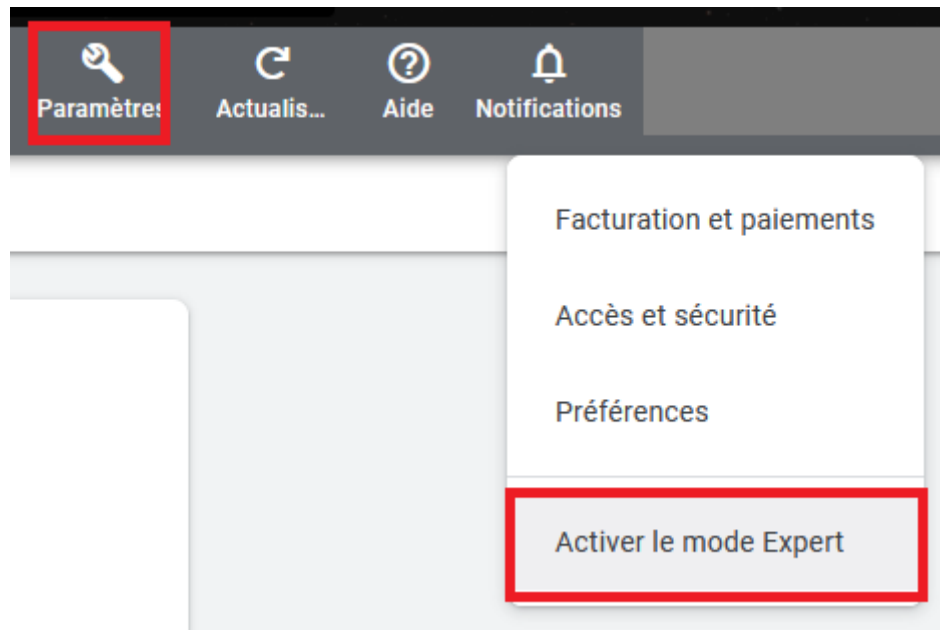 Paramètres
Actualis...
Aide
Notifications
Facturation et paiements
Accès et sécurité
Préférences
Activer le mode Expert